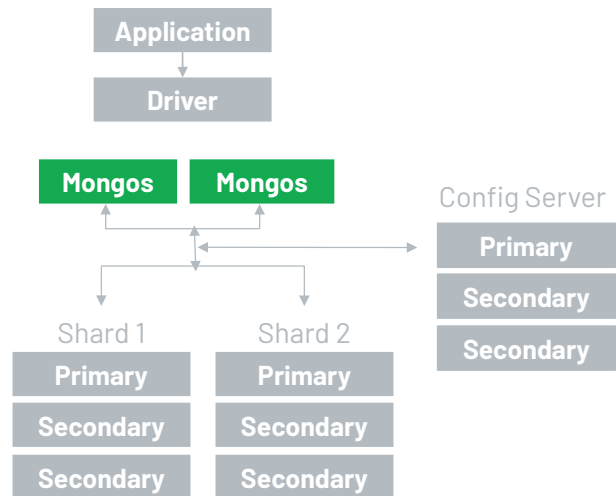 Application
Driver
Mongos
Mongos
Config Server
Primary
Secondary
Secondary
Shard 1
Primary
Secondary
Secondary
Shard 2
Primary
Secondary
Secondary